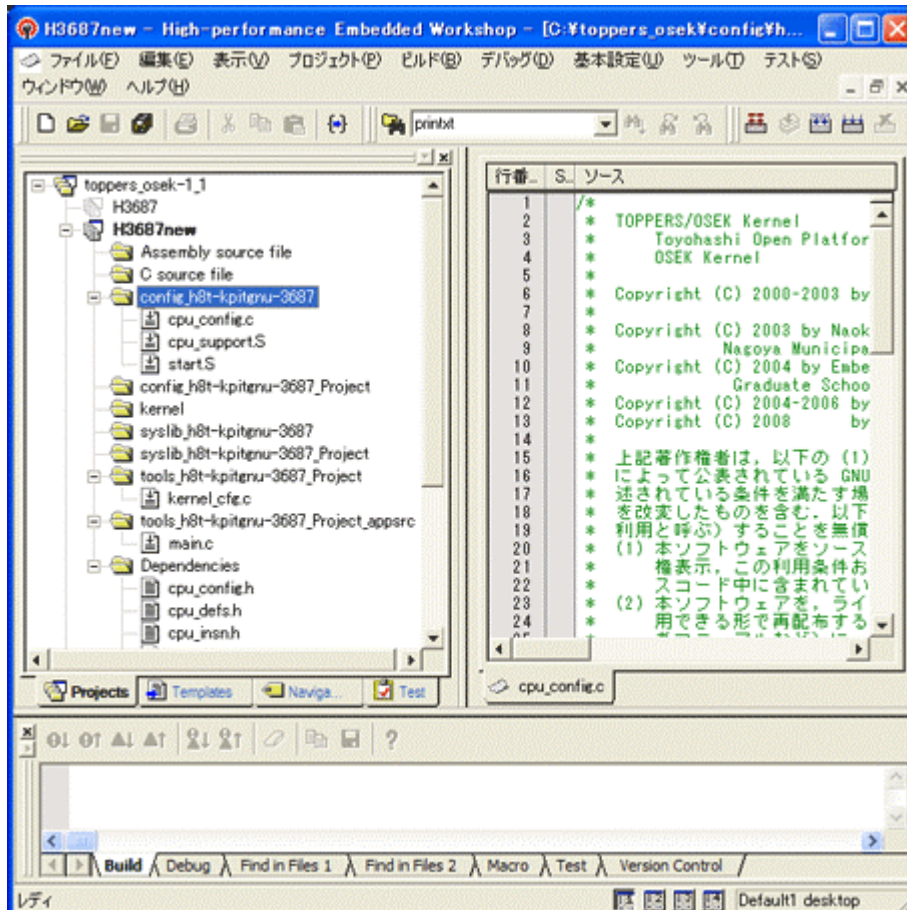 H3687new - High-performance Embedded Workshop - [C:¥toppers_osek¥config¥h...
ファイル(F) 編集(E) 表示(V) プロジェクト(P) ビルド(B) デバッグ(D) 基本設定(U) ツール(T) テスト(S)
ウィンドウ(W) ヘルプ(H)
printxt
toppers_osek-1_1
H3687
H3687new
Assembly source file
C source file
config_h8t-kpitgnu-3687
cpu_config.c
cpu_support.S
start.S
config_h8t-kpitgnu-3687_Project
kernel
syslib_h8t-kpitgnu-3687
syslib_h8t-kpitgnu-3687_Project
tools_h8t-kpitgnu-3687_Project
kernel_cfg.c
tools_h8t-kpitgnu-3687_Project_appsrc
main.c
Dependencies
cpu_config.h
cpu_defs.h
cpu_insn.h
Projects Templates Naviga... Test
行番... S... ソース
1 /*
2 * TOPPERS/OSEK Kernel
3 * Toyohashi Open Platfor
4 * OSEK Kernel
5 *
6 * Copyright (C) 2000-2003 by
7 *
8 * Copyright (C) 2003 by Naok
9 * Nagoya Municipa
10 * Copyright (C) 2004 by Embe
11 * Graduate Schoo
12 * Copyright (C) 2004-2006 by
13 * Copyright (C) 2008 by
14 *
15 * 上記著作権者は，以下の (1)
16 * によって公表されている GNU
17 * 述されている条件を満たす場
18 * を改変したものを含む．以下
19 * 利用と呼ぶ）することを無償
20 * (1) 本ソフトウェアをソース
21 * 権表示，この利用条件お
22 * スコード中に含まれてい
23 * (2) 本ソフトウェアを，ライ
24 * 用できる形で再配布する
cpu_config.c
Build Debug Find in Files 1 Find in Files 2 Macro Test Version Control
レディ Default1 desktop